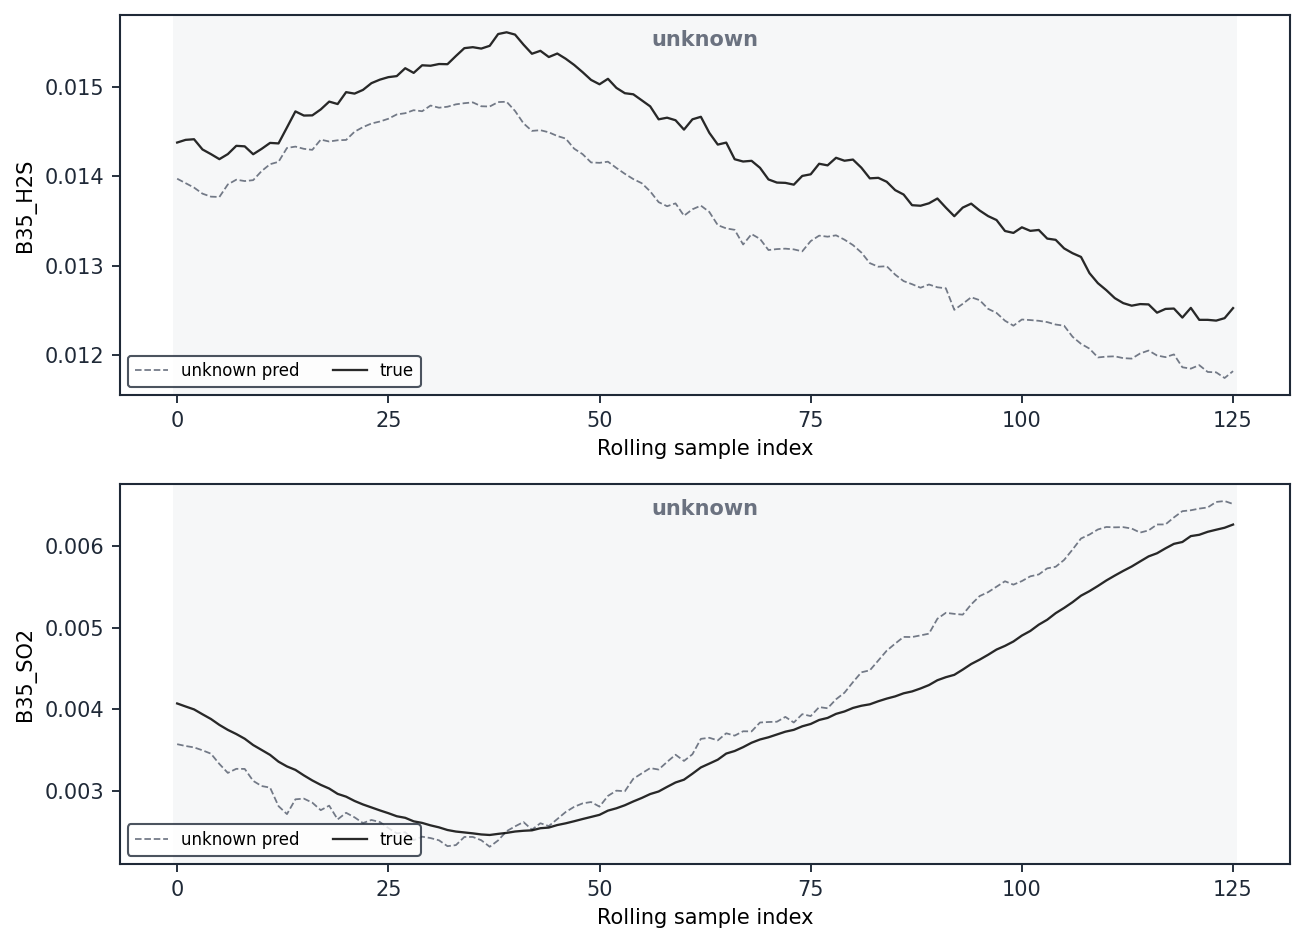 unknown
0.015
0.014
0.013
0.012
B35_H2S
unknown pred true
0 25 50 75 100 125
Rolling sample index
unknown
0.006
0.005
0.004
0.003
B35_SO2
unknown pred true
0 25 50 75 100 125
Rolling sample index